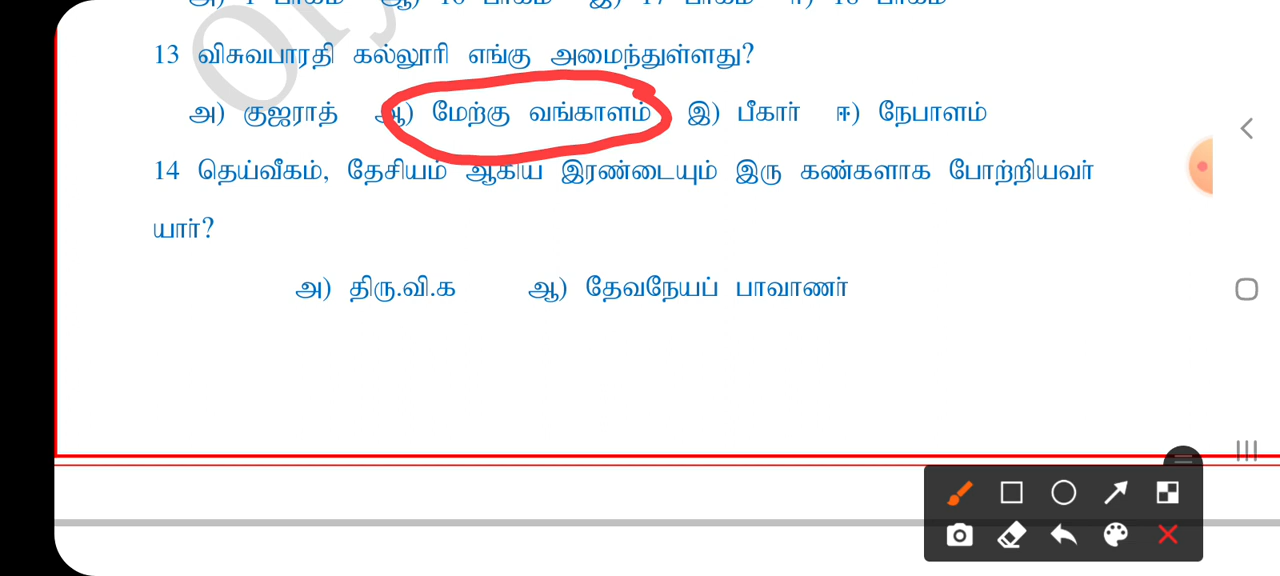 13 விசுவபாரதி கல்லூரி எங்கு அமைந்துள்ளது?
அ) குஜராத் ஆ) மேற்கு வங்காளம் இ) பீகார் ஈ) நேபாளம்
14 தெய்வீகம், தேசியம் ஆகிய இரண்டையும் இரு கண்களாக போற்றியவர்
யார்?
அ) திரு.வி.க ஆ) தேவநேயப் பாவாணர்